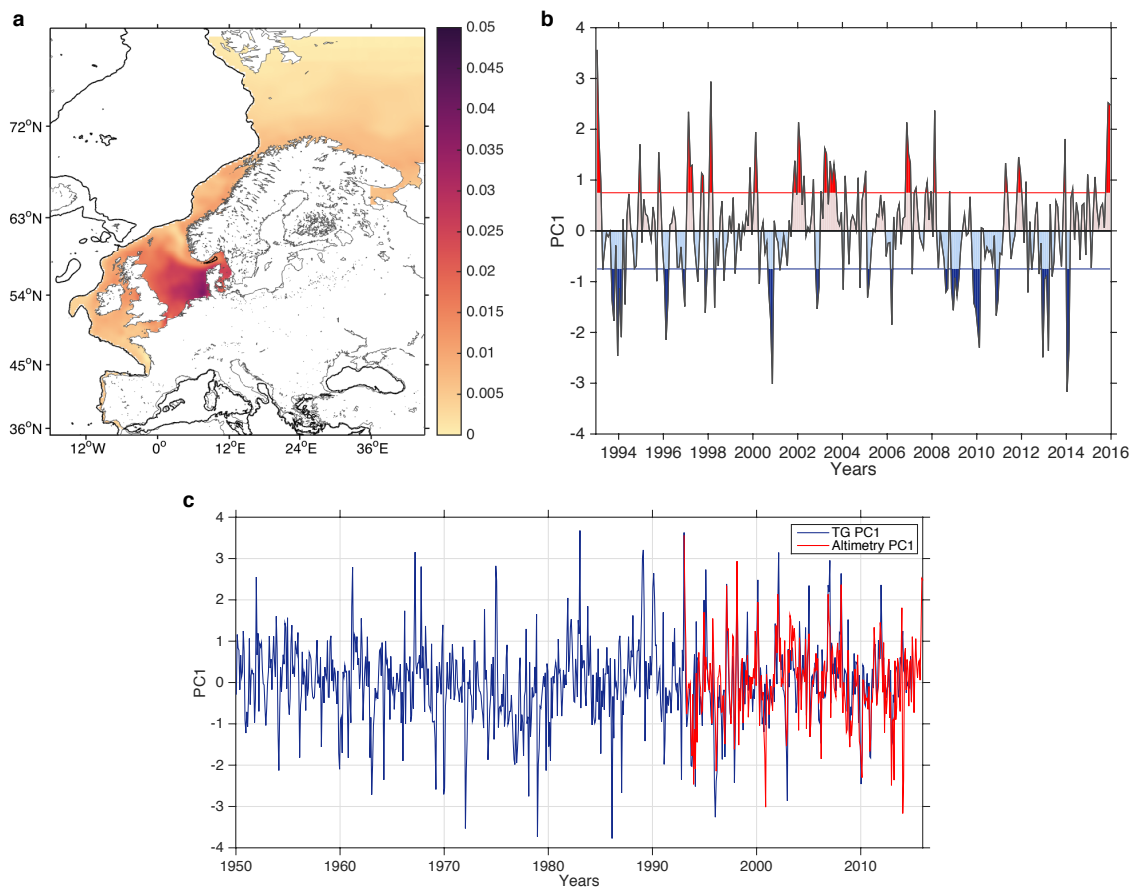 a
72°N
63°N
54°N
45°N
36°N
12°W 0° 12°E 24°E 36°E
0.05
0.045
0.04
0.035
0.03
0.025
0.02
0.015
0.01
0.005
0
b
4
3
2
1
0
-1
-2
-3
-4
PC1
1994 1996 1998 2000 2002 2004 2006 2008 2010 2012 2014 2016
Years
c
4
3
2
1
0
-1
-2
-3
-4
PC1
TG PC1
Altimetry PC1
1950 1960 1970 1980 1990 2000 2010
Years